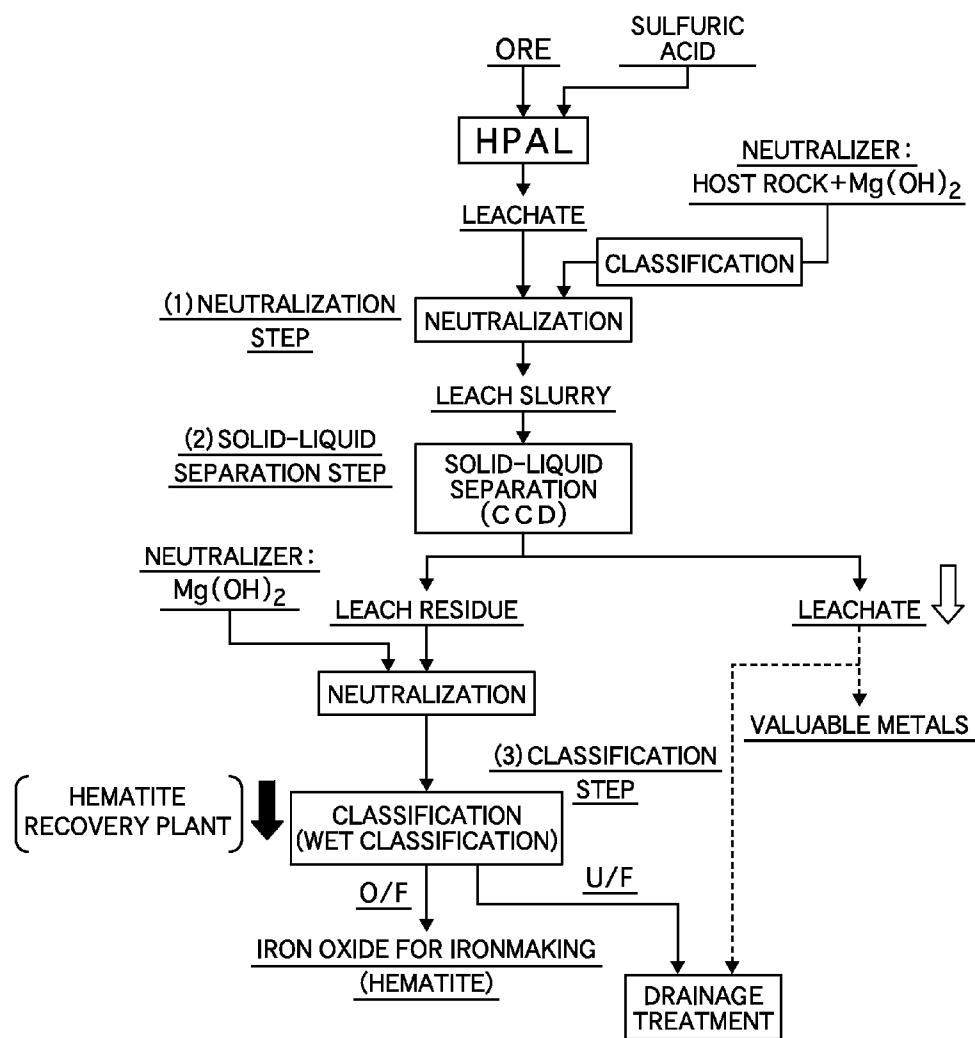 ORE
SULFURIC
ACID
HPAL
NEUTRALIZER:
HOST ROCK+Mg(OH)2
LEACHATE
CLASSIFICATION
(1) NEUTRALIZATION
STEP
NEUTRALIZATION
LEACH SLURRY
(2) SOLID-LIQUID
SEPARATION STEP
SOLID-LIQUID
SEPARATION
(CCD)
NEUTRALIZER:
Mg(OH)2
LEACH RESIDUE
LEACHATE
NEUTRALIZATION
VALUABLE METALS
(3) CLASSIFICATION
STEP
HEMATITE
RECOVERY PLANT
CLASSIFICATION
(WET CLASSIFICATION)
O/F
U/F
IRON OXIDE FOR IRONMAKING
(HEMATITE)
DRAINAGE
TREATMENT